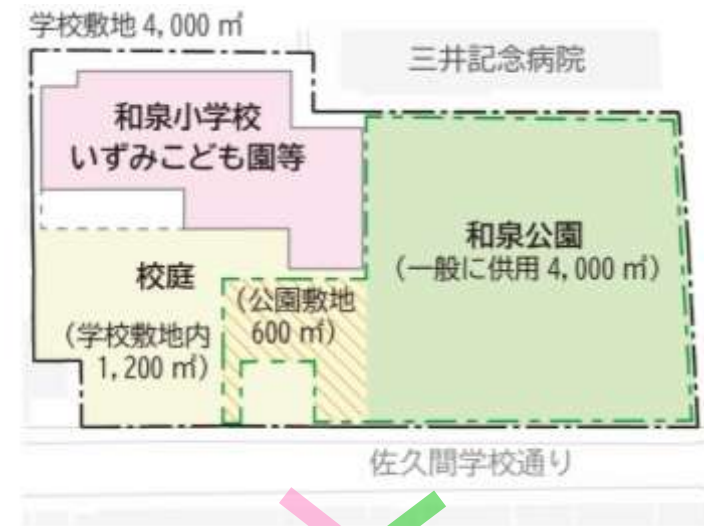 学校敷地 4,000 ㎡
三井記念病院
和泉小学校
いずみこども園等
和泉公園
(一般に供用 4,000 ㎡)
校庭
(公園敷地
600 ㎡)
(学校敷地内
1,200 ㎡)
佐久間学校通り